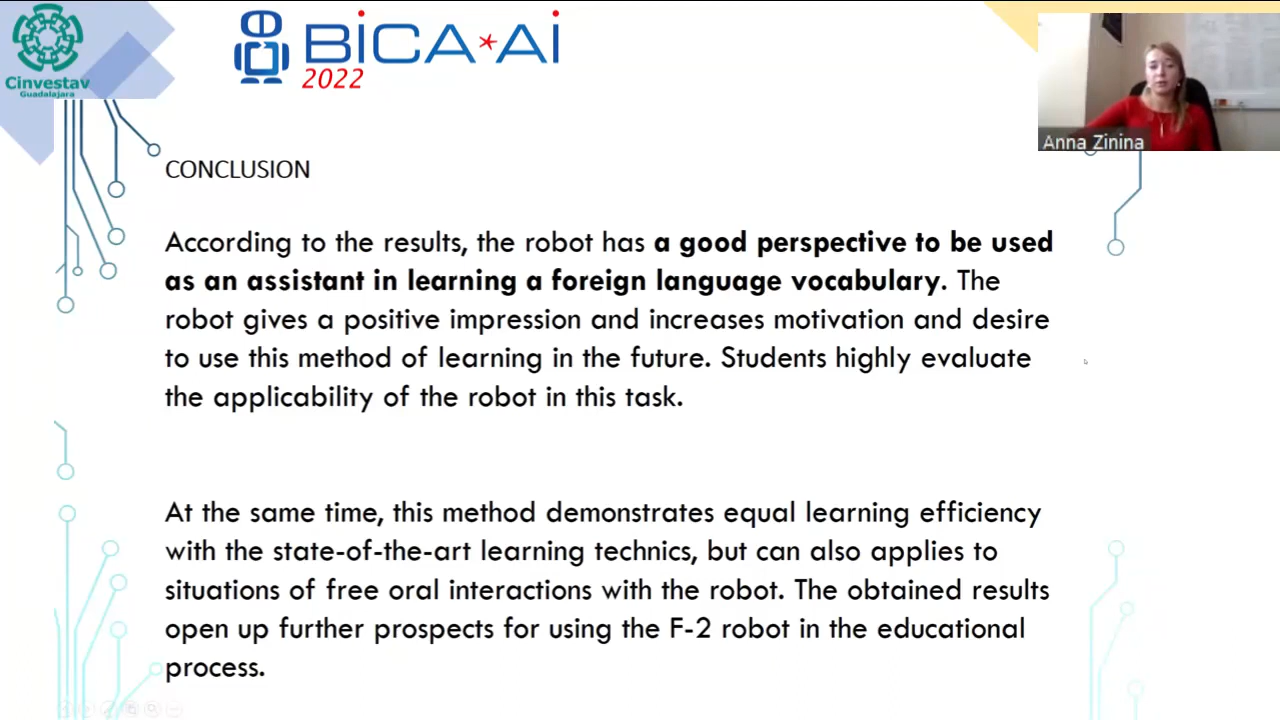 Cinvestav
Guadalajara
BiCA*Ai
2022
Anna Zinina
CONCLUSION
According to the results, the robot has a good perspective to be used
as an assistant in learning a foreign language vocabulary. The
robot gives a positive impression and increases motivation and desire
to use this method of learning in the future. Students highly evaluate
the applicability of the robot in this task.
At the same time, this method demonstrates equal learning efficiency
with the state-of-the-art learning technics, but can also applies to
situations of free oral interactions with the robot. The obtained results
open up further prospects for using the F-2 robot in the educational
process.